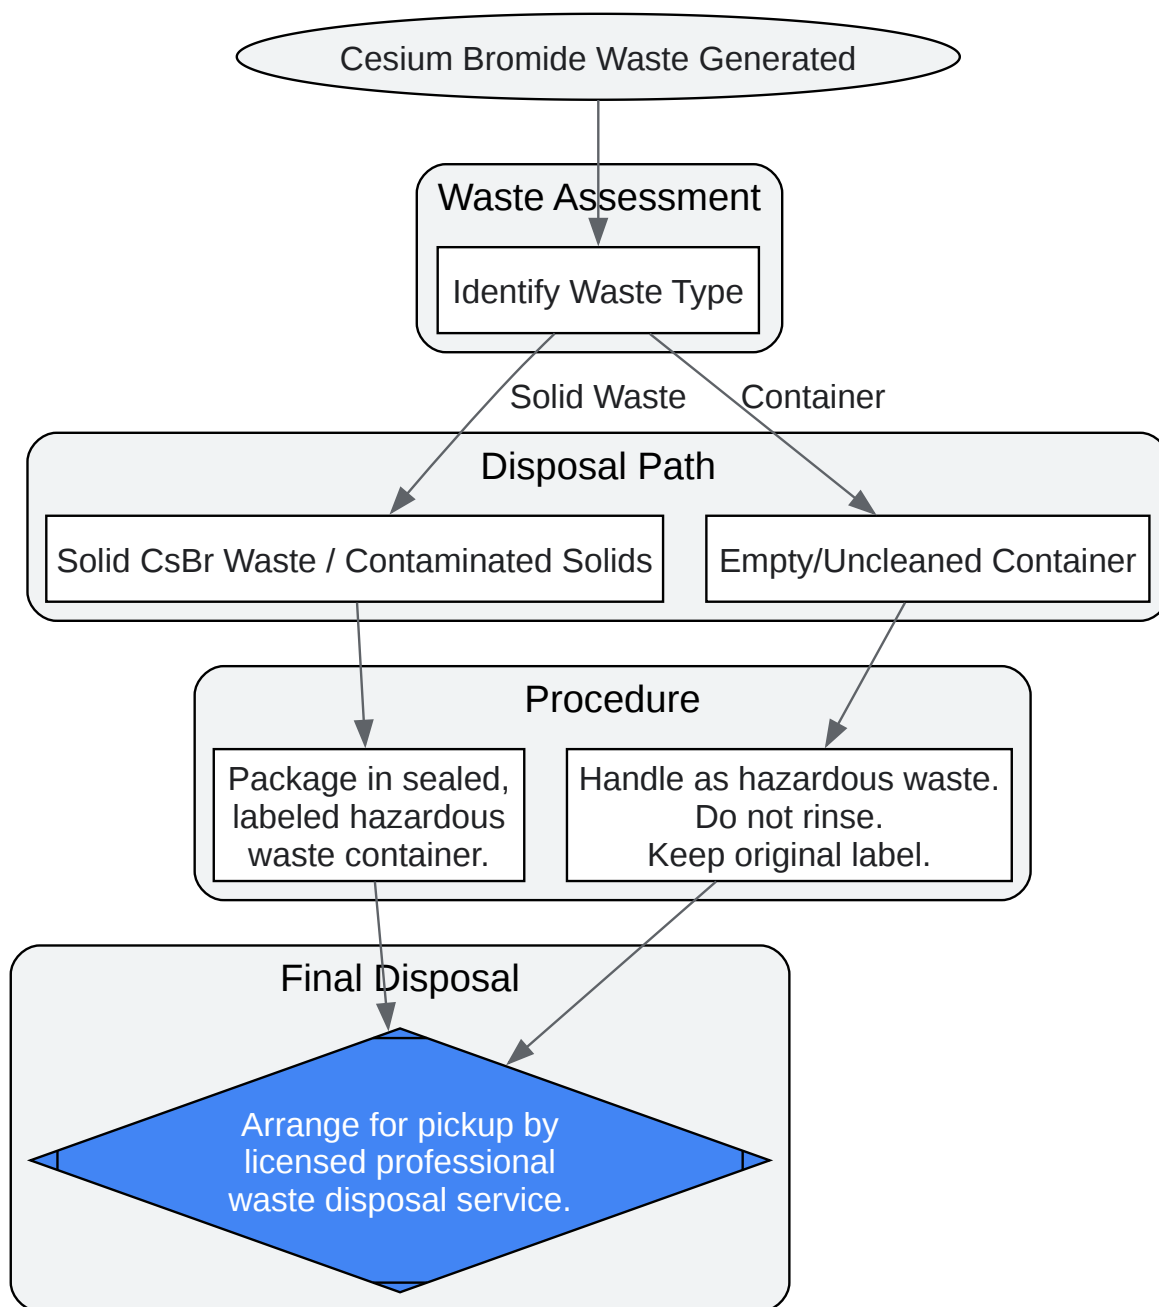 Cesium Bromide Waste Generated
Waste Assessment
Identify Waste Type
Solid Waste
Container
Disposal Path
Solid CsBr Waste / Contaminated Solids
Empty/Uncleaned Container
Procedure
Package in sealed,
labeled hazardous
waste container.
Handle as hazardous waste.
Do not rinse.
Keep original label.
Final Disposal
Arrange for pickup by
licensed professional
waste disposal service.